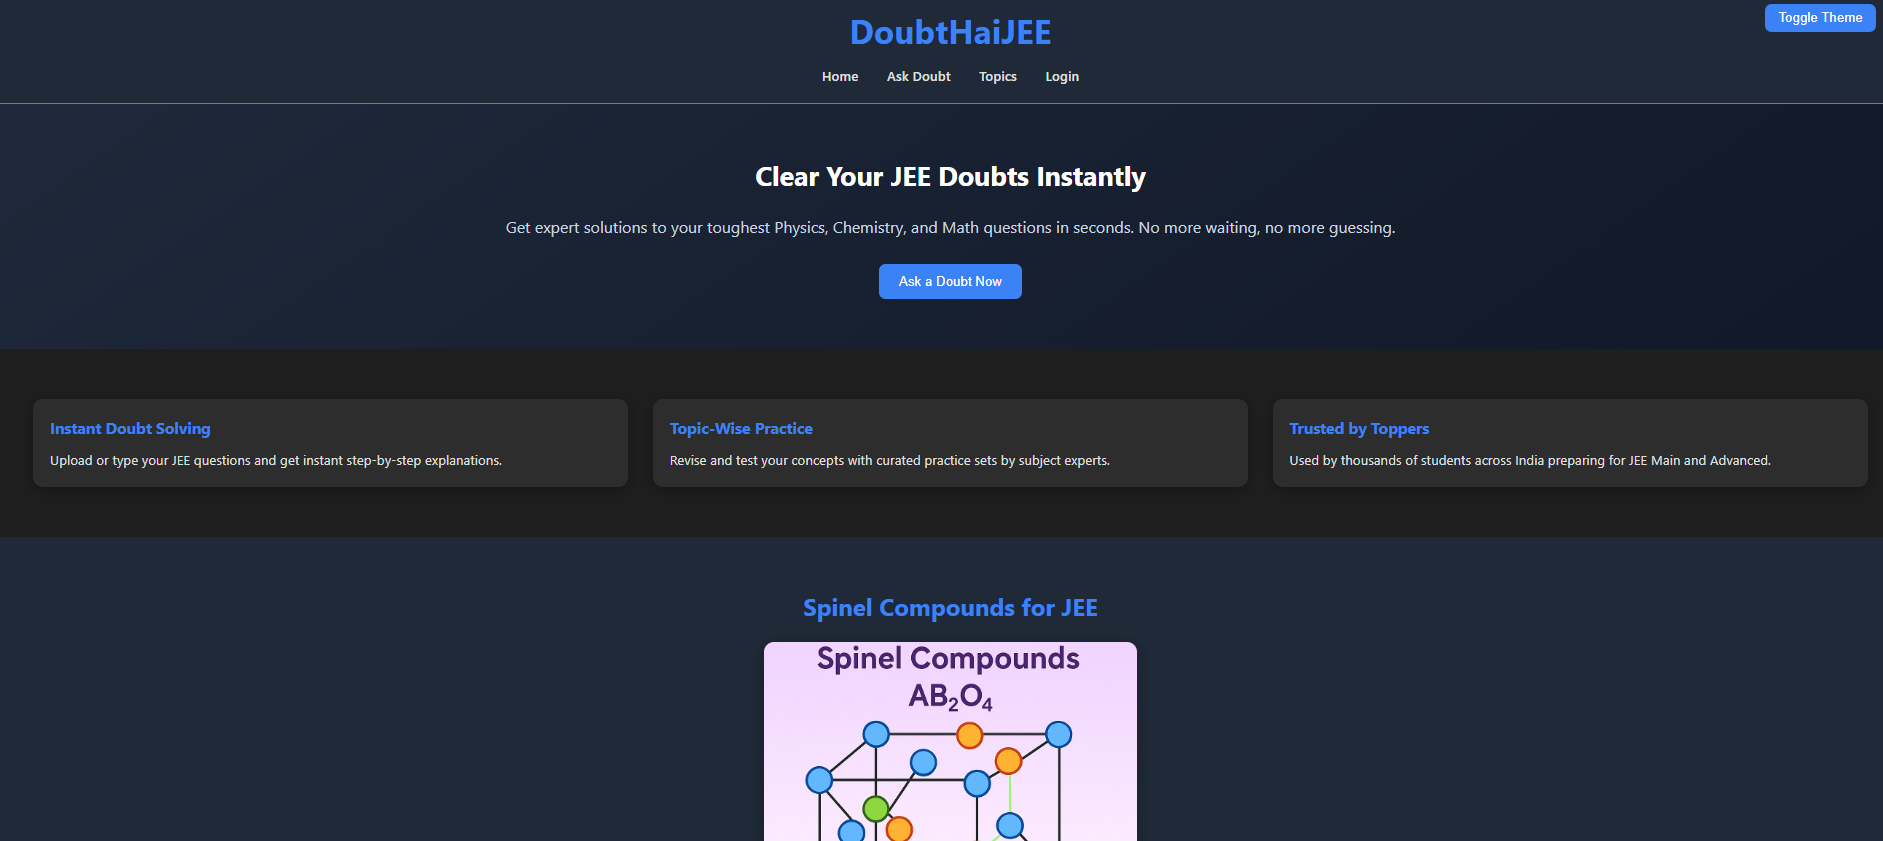 DoubtHaiJEE
Toggle Theme
Home Ask Doubt Topics Login
Clear Your JEE Doubts Instantly
Get expert solutions to your toughest Physics, Chemistry, and Math questions in seconds. No more waiting, no more guessing.
Ask a Doubt Now
Instant Doubt Solving
Upload or type your JEE questions and get instant step-by-step explanations.
Topic-Wise Practice
Revise and test your concepts with curated practice sets by subject experts.
Trusted by Toppers
Used by thousands of students across India preparing for JEE Main and Advanced.
Spinel Compounds for JEE
Spinel Compounds
AB₂O₄